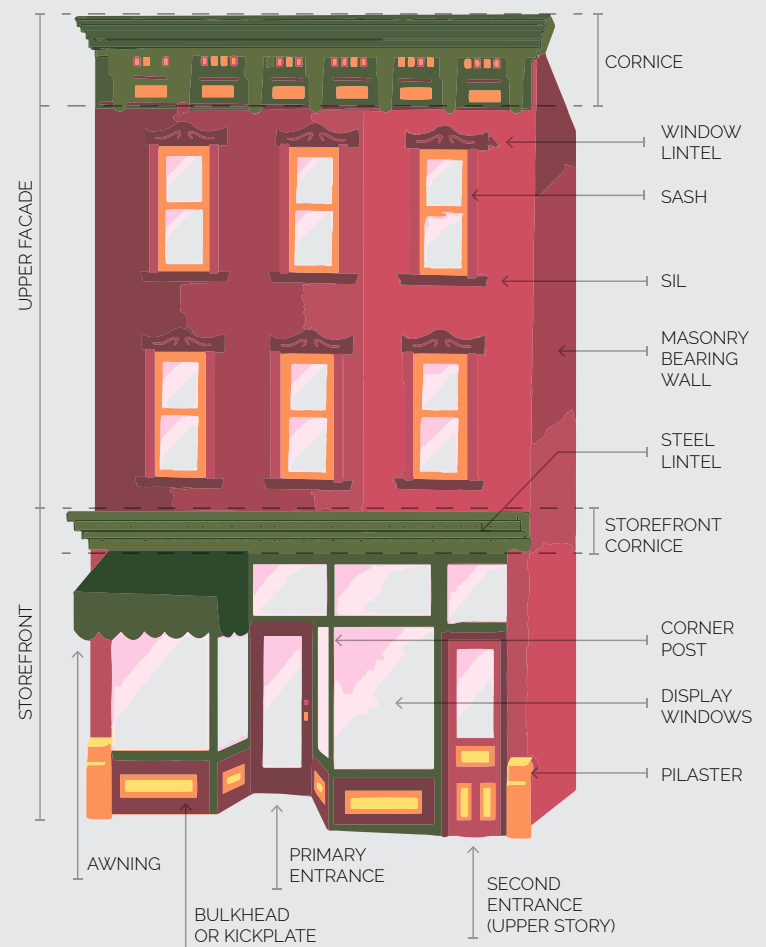 CORNICE
WINDOW
LINTEL
SASH
SIL
UPPER FACADE
MASONRY
BEARING
WALL
STEEL
LINTEL
STOREFRONT
CORNICE
STOREFRONT
CORNER
POST
DISPLAY
WINDOWS
PILASTER
AWNING
PRIMARY
ENTRANCE
SECOND
ENTRANCE
(UPPER STORY)
BULKHEAD
OR KICKPLATE